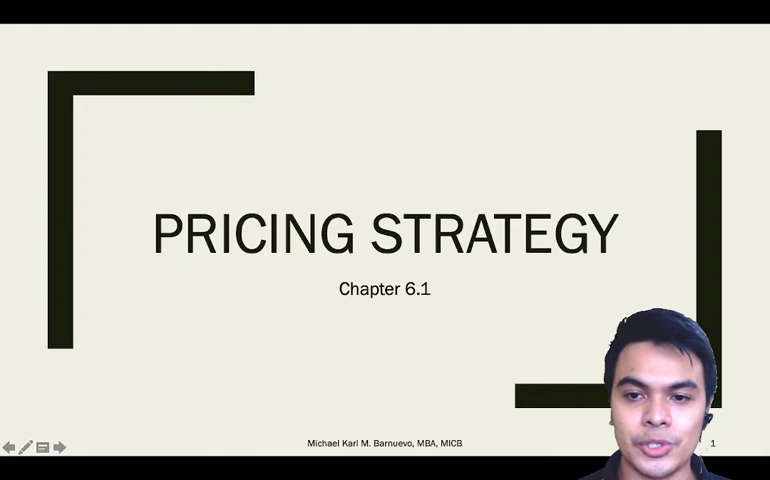 PRICING STRATEGY
Chapter 6.1
Michael Karl M. Barnuevo, MBA, MICB
1